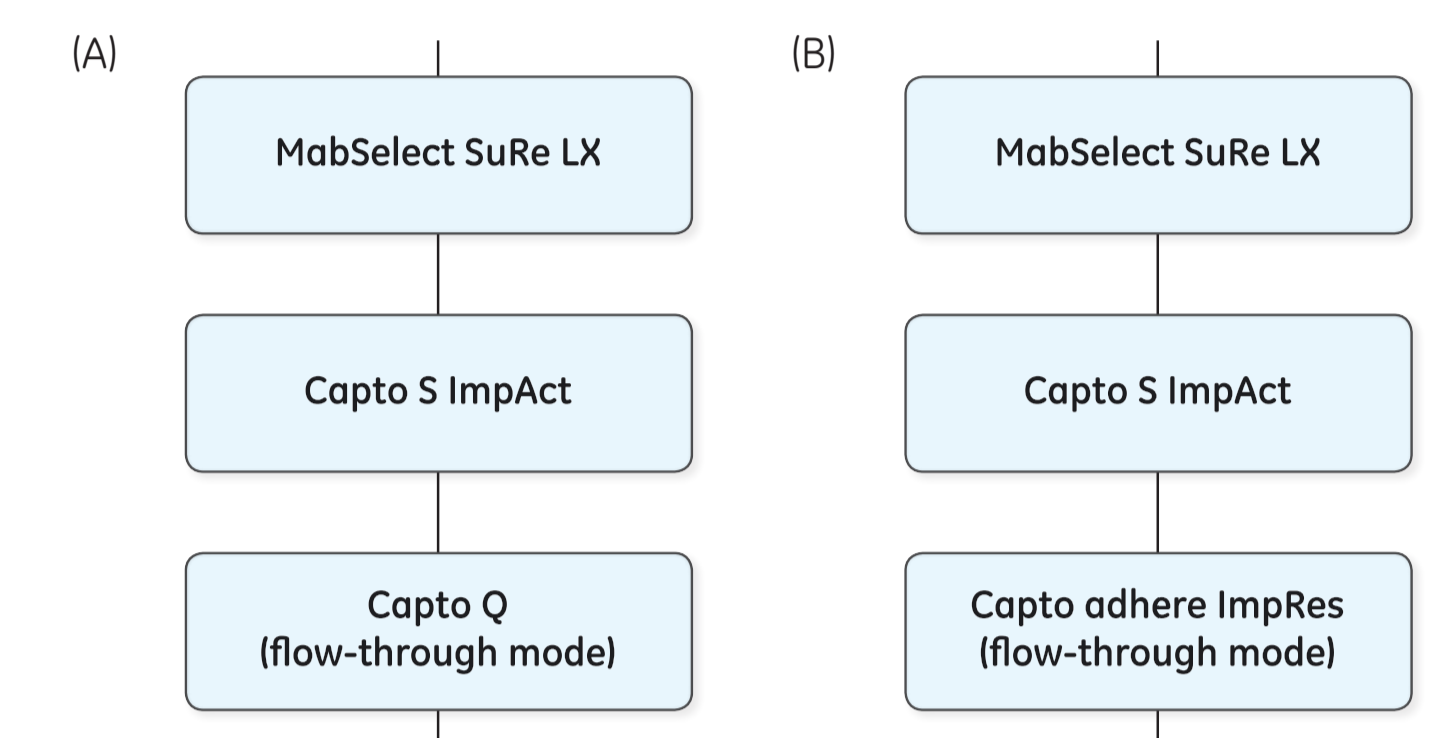 (A)
MabSelect SuRe LX
Capto S ImpAct
Capto Q
(flow-through mode)
(B)
MabSelect SuRe LX
Capto S ImpAct
Capto adhere ImpRes
(flow-through mode)